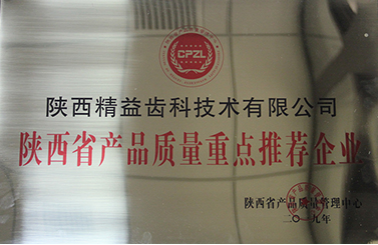 CPZL
陕西精益齿科技术有限公司
陕西省产品质量重点推荐企业
陕西省产品质量管理中心
二〇一九年